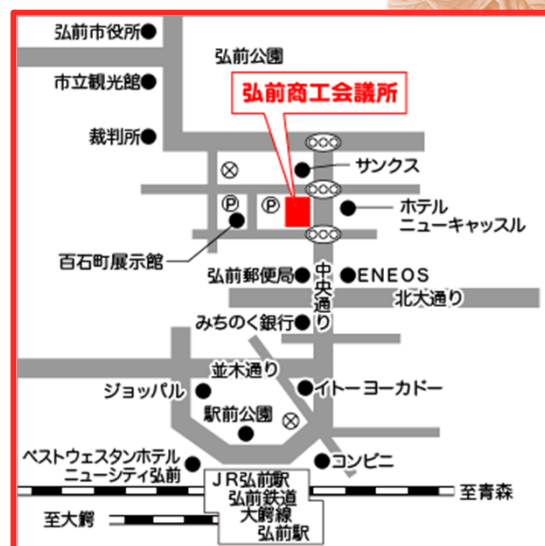 弘前市役所
弘前公園
市立観光館
弘前商工会議所
裁判所
サンクス
Ⓟ
Ⓟ
ホテル
ニューキャッスル
百石町展示館
弘前郵便局
中央通り
ENEOS
北大通り
みちのく銀行
並木通り
ジョッパル
イトーヨーカドー
駅前公園
ベストウェスタンホテル
ニューシティ弘前
コンビニ
JR弘前駅
弘前鉄道
大鰐線
弘前駅
至青森
至大鰐